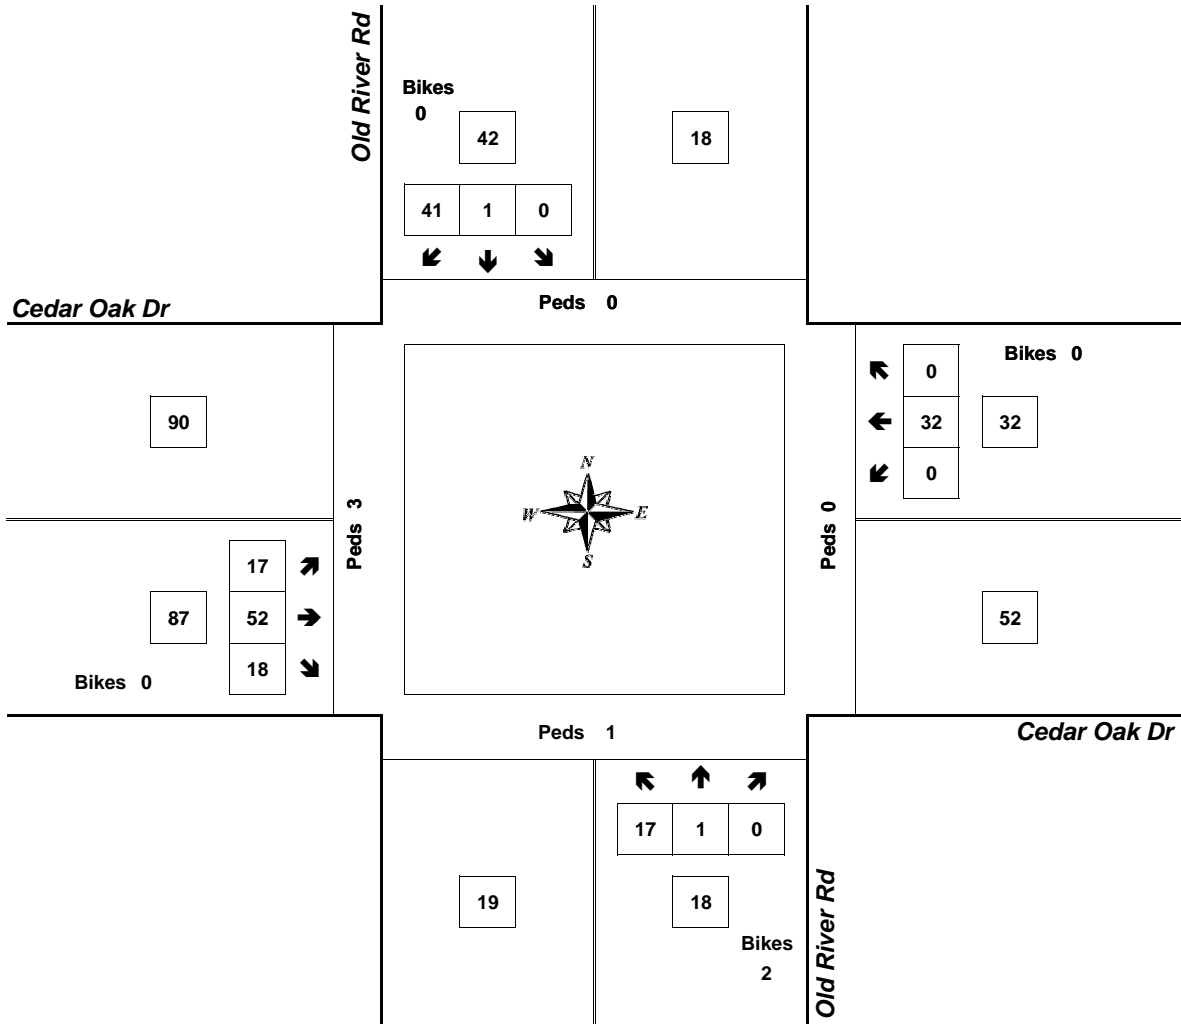 Old River Rd
Bikes
0
42
18
41 1 0
Peds 0
Cedar Oak Dr
Bikes 0
0
32
32
0
90
Peds 3
N
W E
S
Peds 0
17
87
52
18
Bikes 0
52
Peds 1
Cedar Oak Dr
17 1 0
19
18
Bikes
2
Old River Rd